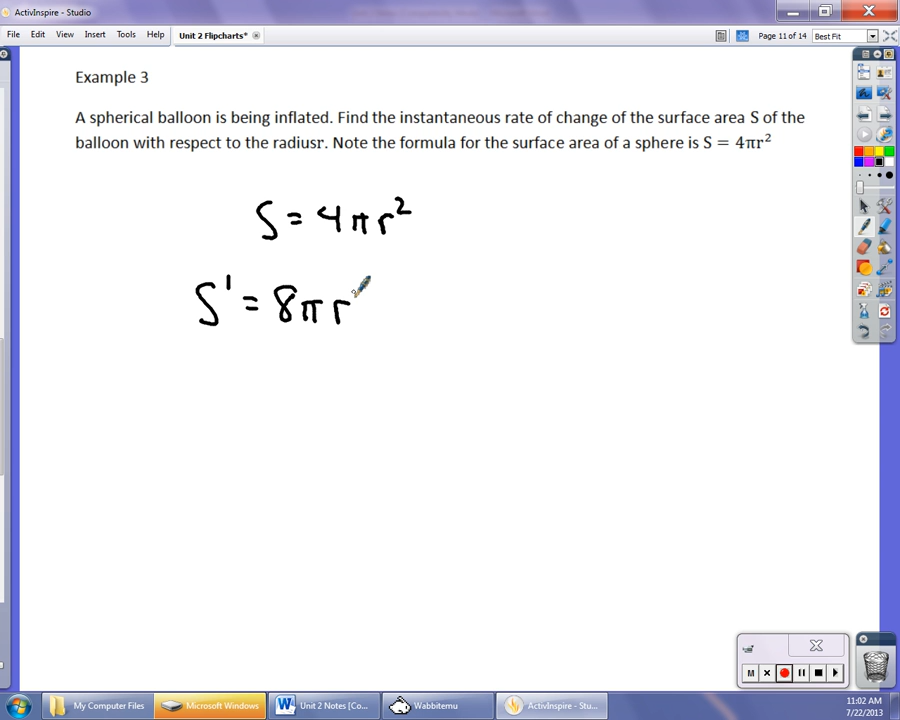 ActivInspire - Studio
File Edit View Insert Tools Help Unit 2 Flipcharts* Page 11 of 14 Best Fit
Example 3
A spherical balloon is being inflated. Find the instantaneous rate of change of the surface area S of the
balloon with respect to the radiusr. Note the formula for the surface area of a sphere is S = 4πr²
S = 4πr²
S' = 8πr
M
My Computer Files Microsoft Windows Unit 2 Notes [Co... Wabbitemu ActivInspire - Stu...
11:02 AM
7/22/2013